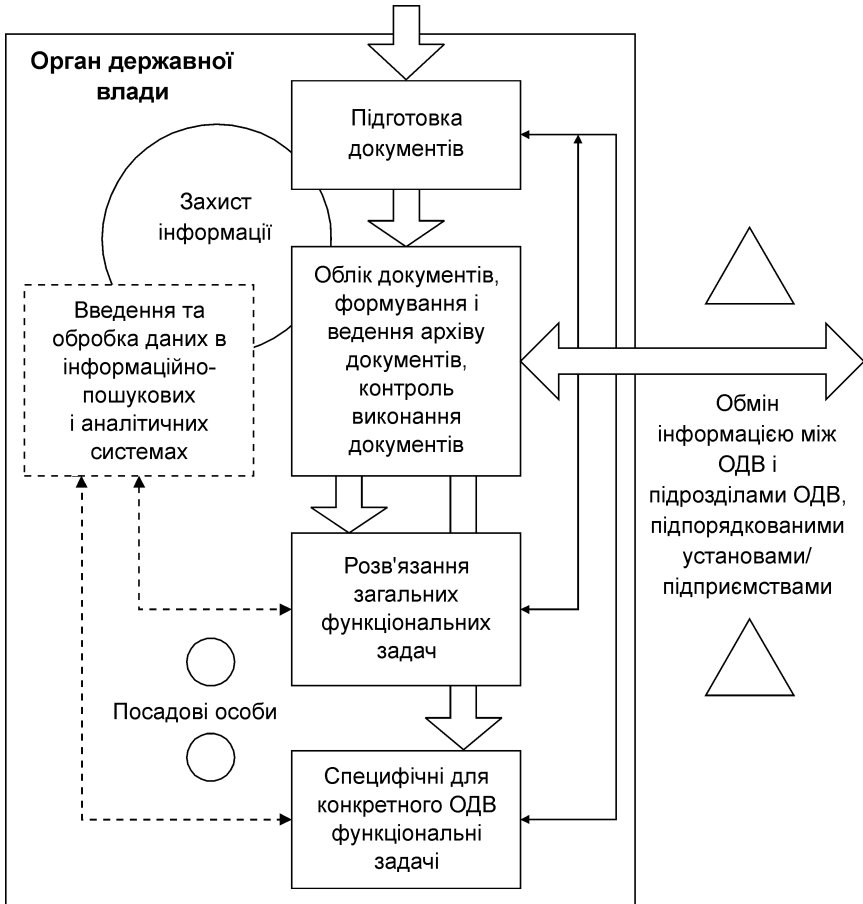 Орган державної
влади
Підготовка
документів
Захист
інформації
Облік документів,
формування і
ведення архіву
документів,
контроль
виконання
документів
Введення та
обробка даних в
інформаційно-
пошукових
і аналітичних
системах
Обмін
інформацією між
ОДВ і
підрозділами ОДВ,
підпорядкованими
установами/
підприємствами
Розв'язання
загальних
функціональних
задач
Посадові особи
Специфічні для
конкретного ОДВ
функціональні
задачі